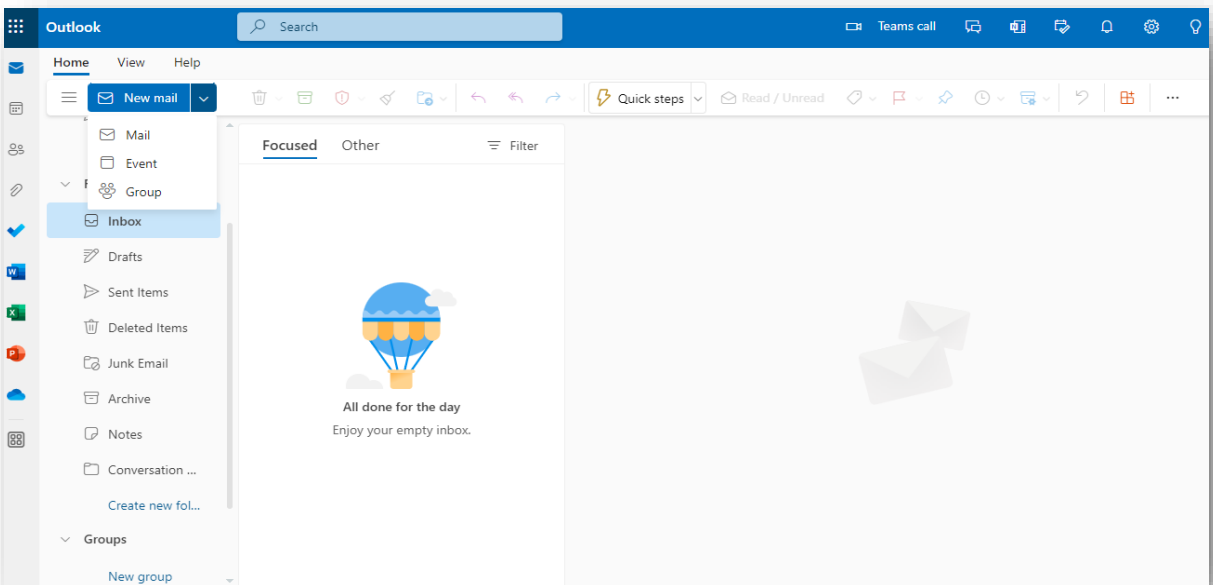 Outlook
Search
Teams call
Home View Help
New mail
Quick steps
Read / Unread
Mail
Event
Group
Focused Other Filter
Inbox
Drafts
Sent Items
Deleted Items
Junk Email
Archive
Notes
Conversation ...
Create new fol...
Groups
New group
All done for the day
Enjoy your empty inbox.